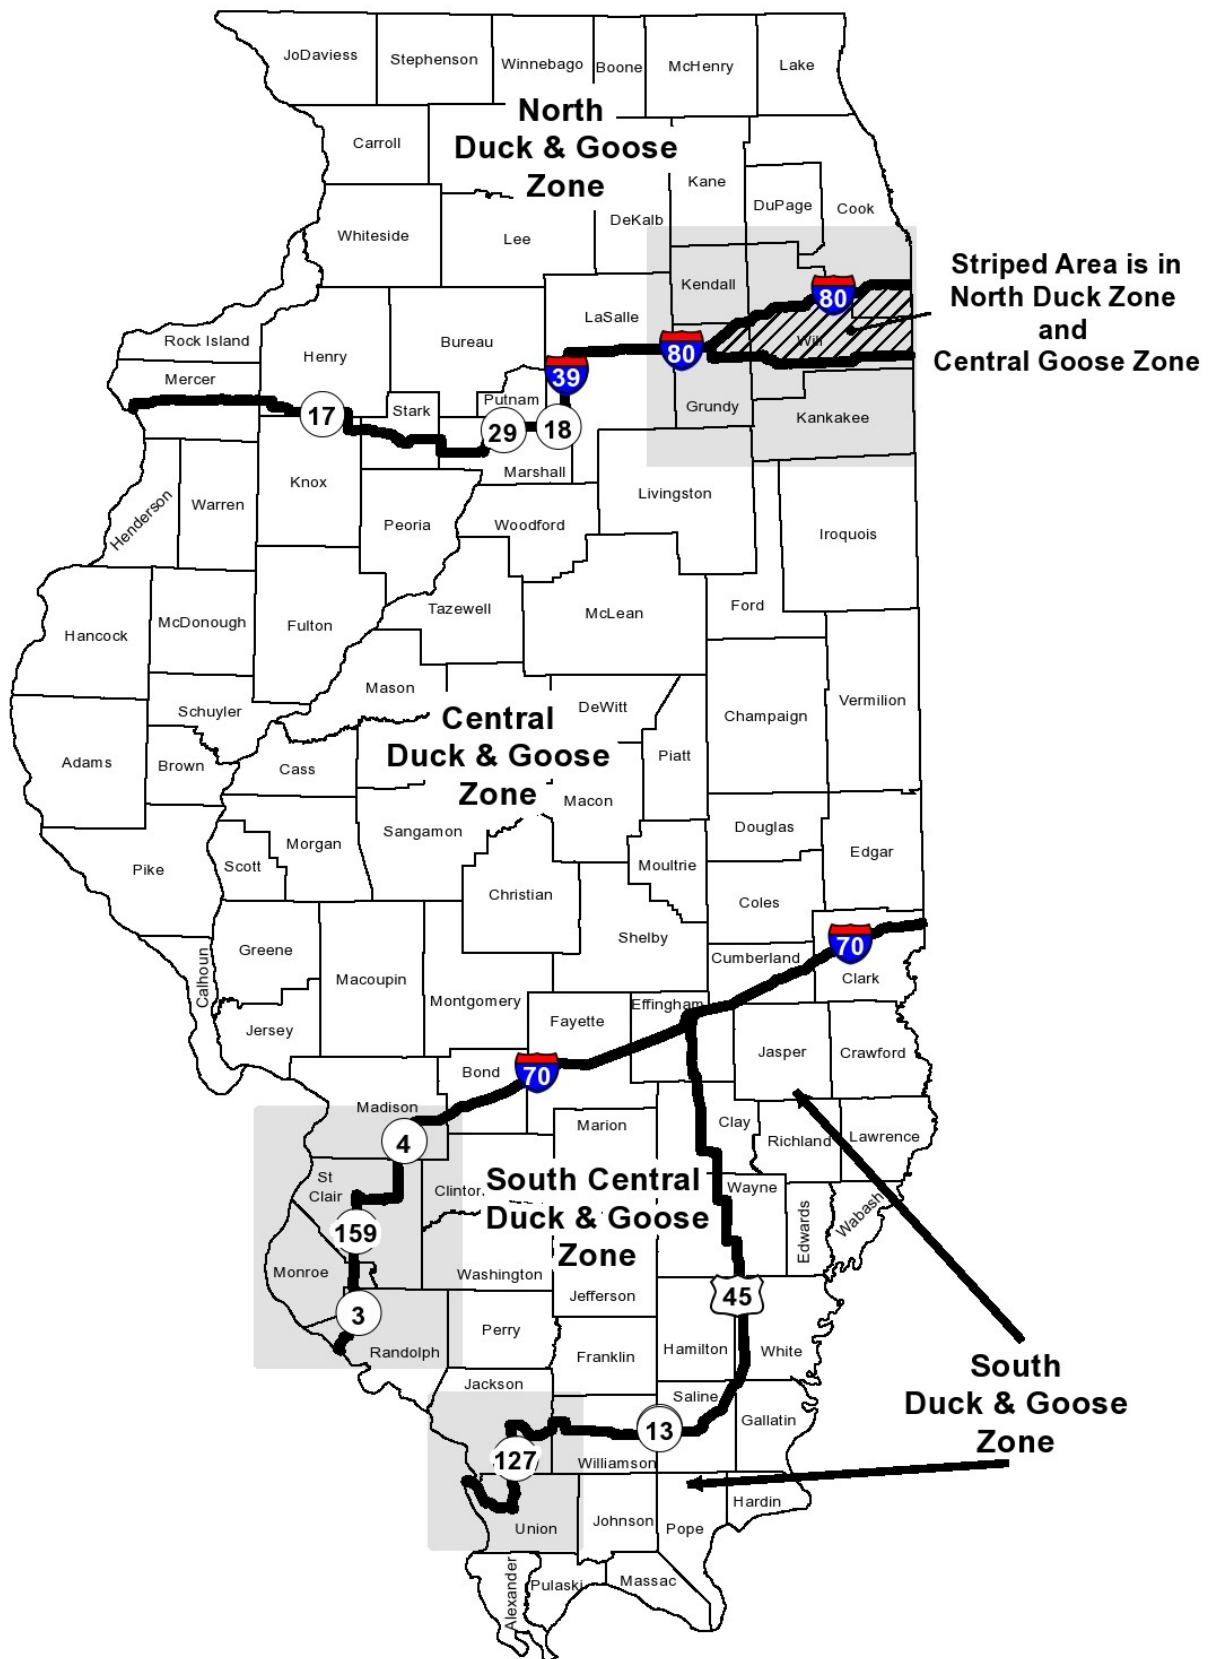 JoDaviess
Stephenson
Winnebago
Boone
McHenry
Lake
North
Duck & Goose
Zone
Carroll
Kane
DuPage
Cook
DeKalb
Whiteside
Lee
Striped Area is in
North Duck Zone
and
Central Goose Zone
Kendall
80
LaSalle
Rock Island
Henry
Bureau
80
Will
Mercer
39
Putnam
17
Stark
29
18
Grundy
Kankakee
Marshall
Knox
Livingston
Henderson
Warren
Peoria
Woodford
Iroquois
Hancock
McDonough
Fulton
Tazewell
McLean
Ford
Mason
Schuyler
DeWitt
Vermilion
Central
Duck & Goose
Zone
Champaign
Adams
Brown
Cass
Piatt
Macon
Sangamon
Morgan
Douglas
Pike
Scott
Moultrie
Edgar
Christian
Coles
Shelby
Greene
Macoupin
Calhoun
Cumberland
70
Clark
Montgomery
Effingham
Jersey
Fayette
Jasper
Crawford
Bond
70
Madison
4
Marion
Clay
Richland
Lawrence
St
Clair
Clinton
South Central
Duck & Goose
Zone
Wayne
Edwards
Wabash
159
Monroe
Washington
Jefferson
45
3
Perry
Randolph
Franklin
Hamilton
White
Jackson
Saline
Gallatin
South
Duck & Goose
Zone
13
127
Williamson
Union
Johnson
Pope
Hardin
Alexander
Pulaski
Massac